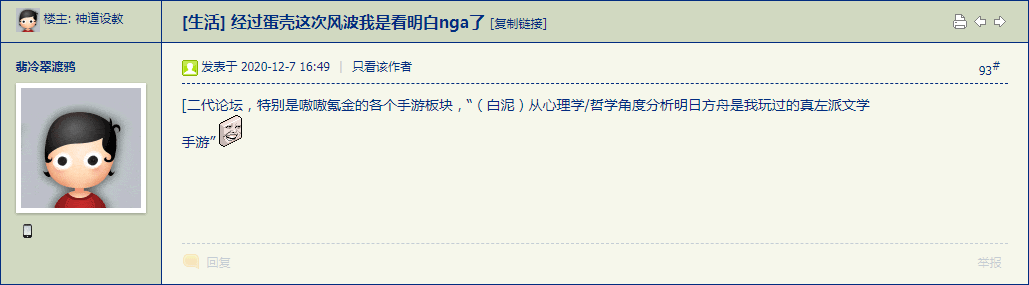 楼主: 神道设教
[生活] 经过蛋壳这次风波我是看明白nga了 [复制链接]
翡冷翠渡鸦
发表于 2020-12-7 16:49 | 只看该作者
93#
[二代论坛，特别是嗷嗷氪金的各个手游板块，“（白泥）从心理学/哲学角度分析明日方舟是我玩过的真左派文学
手游”
回复
举报